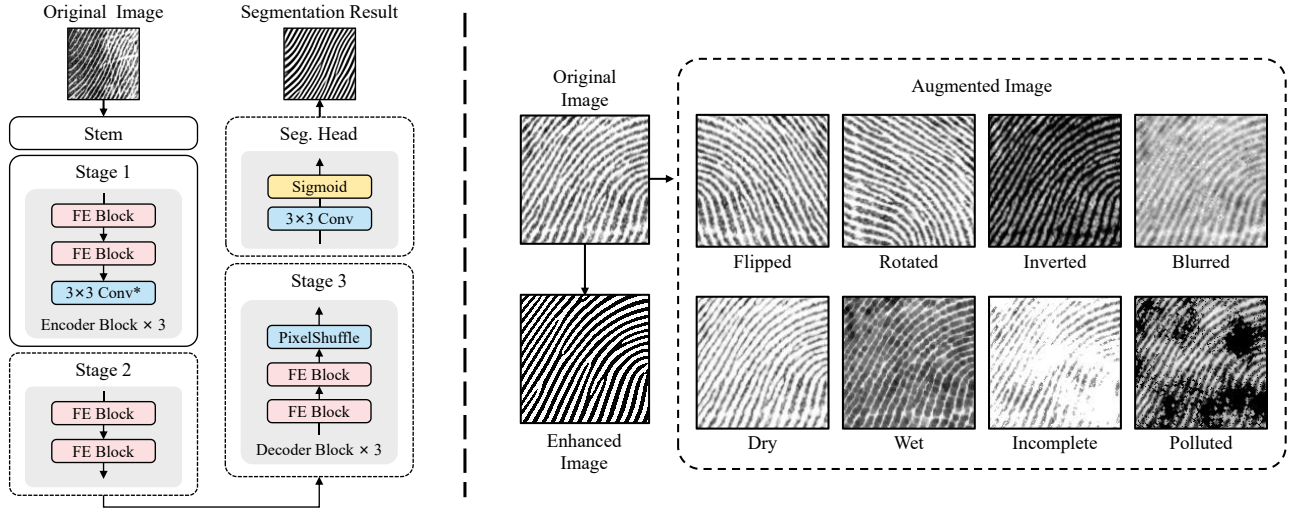 Original Image
Stem
Stage 1
FE Block
FE Block
3×3 Conv*
Encoder Block × 3
Stage 2
FE Block
FE Block
Segmentation Result
Seg. Head
Sigmoid
3×3 Conv
Stage 3
PixelShuffle
FE Block
FE Block
Decoder Block × 3
Original
Image
Enhanced
Image
Augmented Image
Flipped
Rotated
Inverted
Blurred
Dry
Wet
Incomplete
Polluted